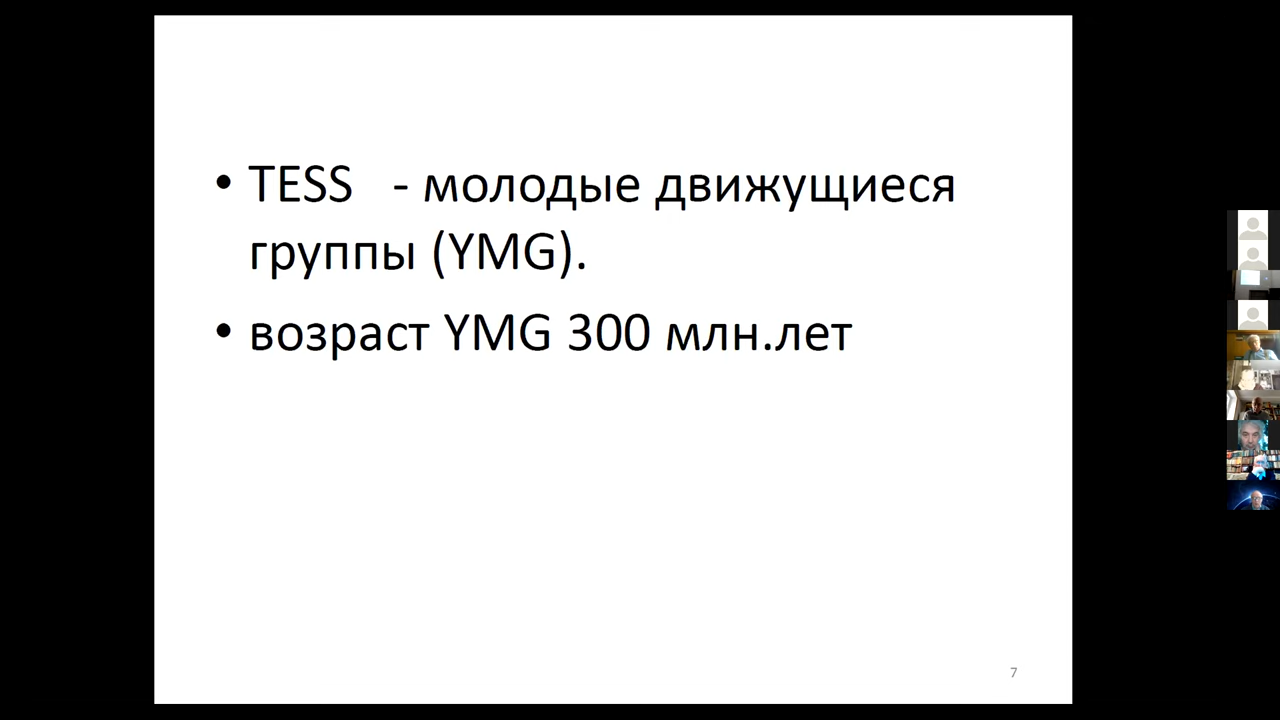 • TESS - молодые движущиеся
группы (YMG).
• возраст YMG 300 млн.лет
7